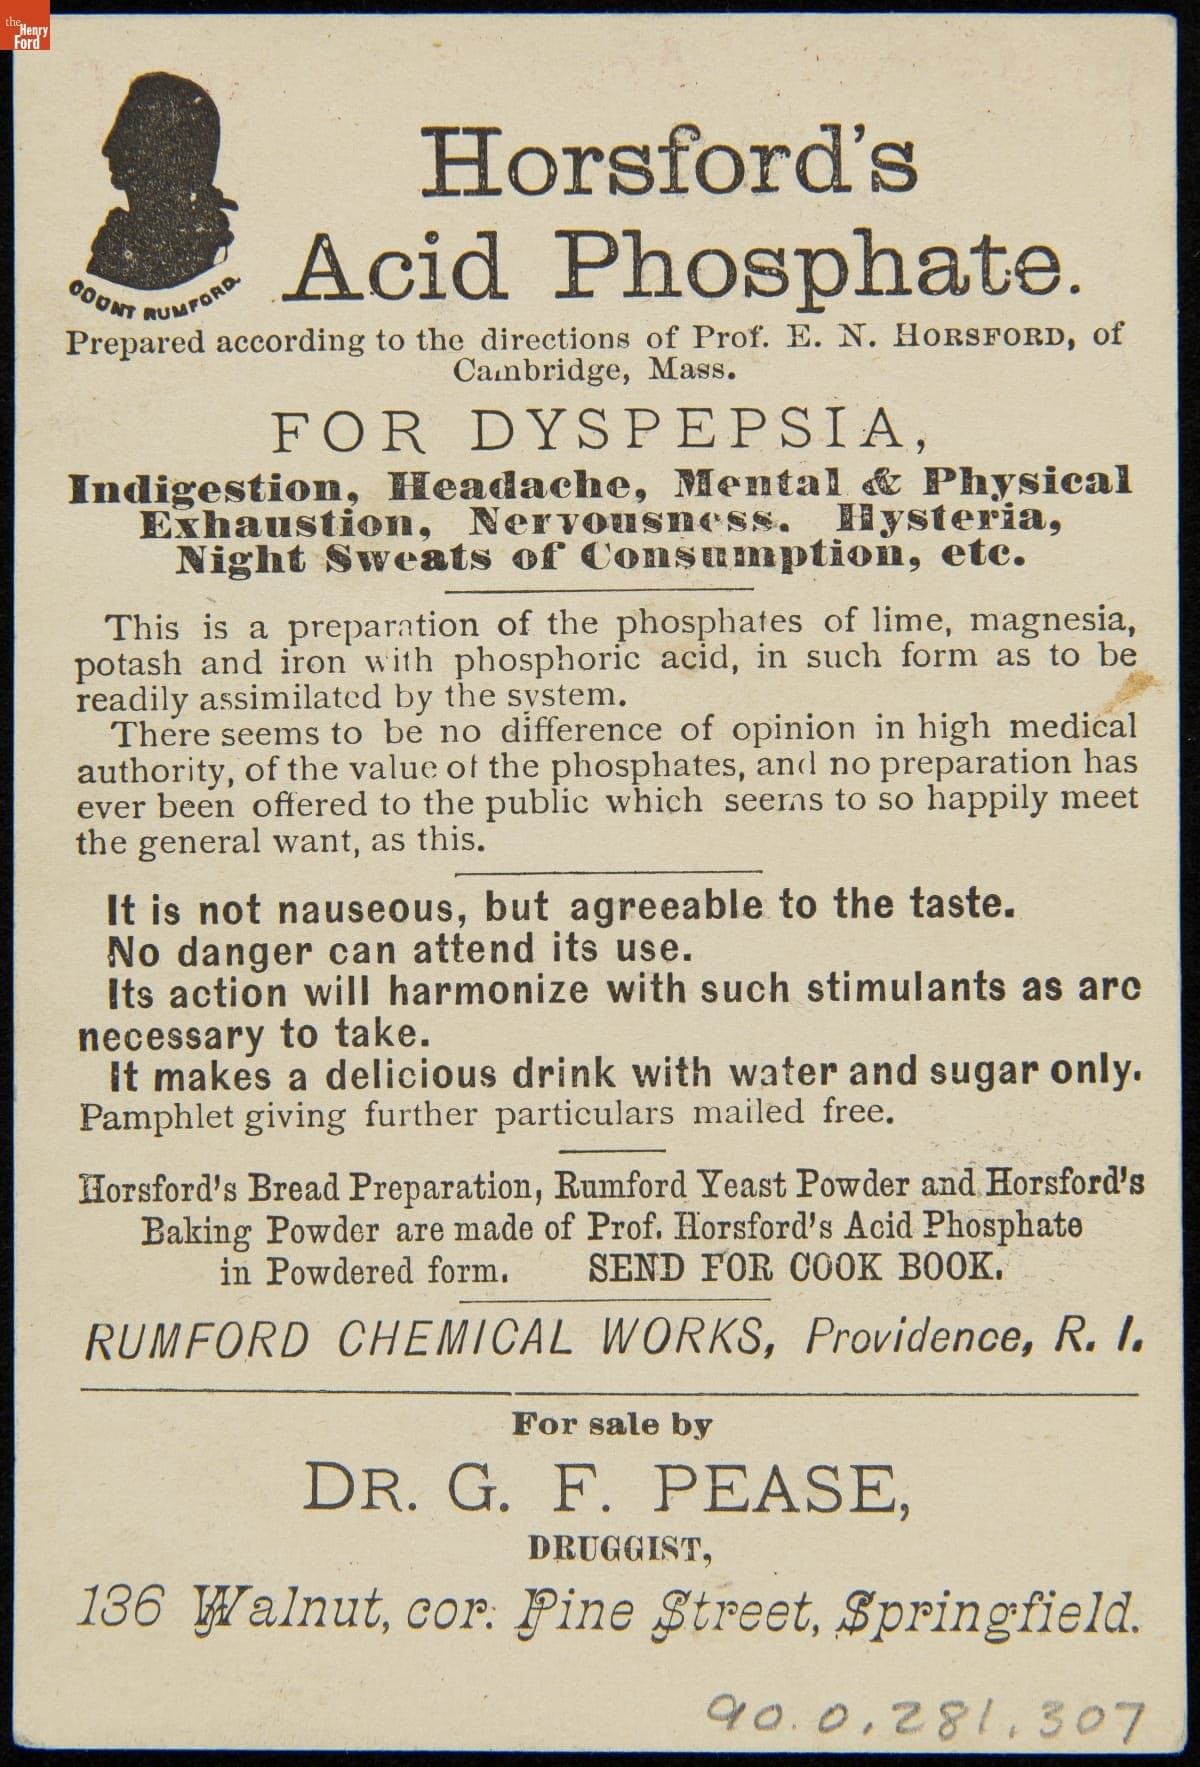 the
Henry
Ford
COUNT RUMFORD.
Horsford's
Acid Phosphate.
Prepared according to the directions of Prof. E. N. HORSFORD, of
Cambridge, Mass.
FOR DYSPEPSIA,
Indigestion, Headache, Mental & Physical
Exhaustion, Nervousness. Hysteria,
Night Sweats of Consumption, etc.
This is a preparation of the phosphates of lime, magnesia,
potash and iron with phosphoric acid, in such form as to be
readily assimilated by the system.
There seems to be no difference of opinion in high medical
authority, of the value of the phosphates, and no preparation has
ever been offered to the public which seems to so happily meet
the general want, as this.
It is not nauseous, but agreeable to the taste.
No danger can attend its use.
Its action will harmonize with such stimulants as are
necessary to take.
It makes a delicious drink with water and sugar only.
Pamphlet giving further particulars mailed free.
Horsford's Bread Preparation, Rumford Yeast Powder and Horsford's
Baking Powder are made of Prof. Horsford's Acid Phosphate
in Powdered form. SEND FOR COOK BOOK.
RUMFORD CHEMICAL WORKS, Providence, R. I.
For sale by
DR. G. F. PEASE,
DRUGGIST,
136 Walnut, cor. Pine Street, Springfield.
90.0.281.307